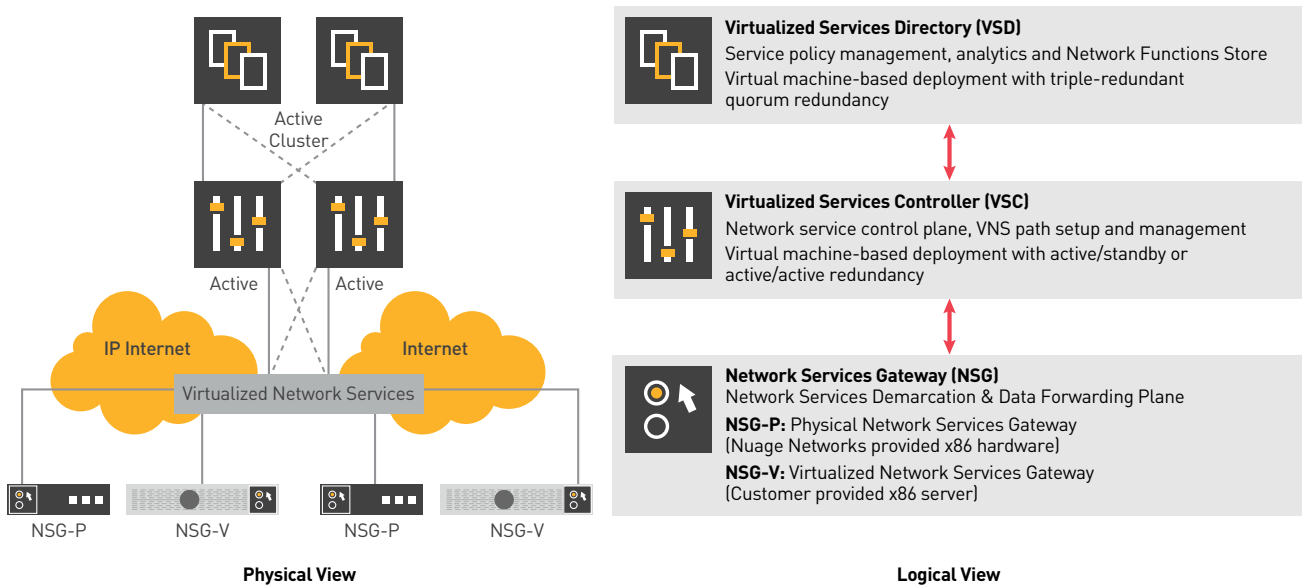 Active
Cluster
Active
Active
IP Internet
Internet
Virtualized Network Services
NSG-P
NSG-V
NSG-P
NSG-V
Physical View
Virtualized Services Directory (VSD)
Service policy management, analytics and Network Functions Store
Virtual machine-based deployment with triple-redundant
quorum redundancy
Virtualized Services Controller (VSC)
Network service control plane, VNS path setup and management
Virtual machine-based deployment with active/standby or
active/active redundancy
Network Services Gateway (NSG)
Network Services Demarcation & Data Forwarding Plane
NSG-P: Physical Network Services Gateway
(Nuage Networks provided x86 hardware)
NSG-V: Virtualized Network Services Gateway
(Customer provided x86 server)
Logical View